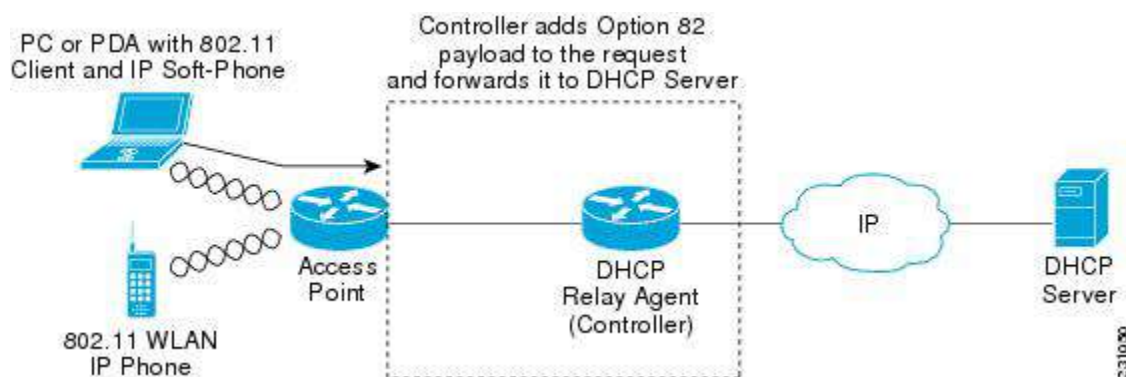 Controller adds Option 82
payload to the request
and forwards it to DHCP Server
PC or PDA with 802.11
Client and IP Soft-Phone
Access
Point
DHCP
Relay Agent
(Controller)
IP
DHCP
Server
802.11 WLAN
IP Phone
231050